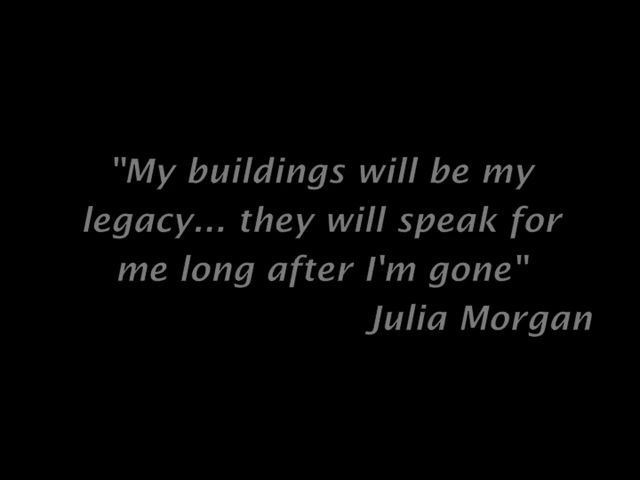 "My buildings will be my
legacy... they will speak for
me long after I'm gone"
Julia Morgan